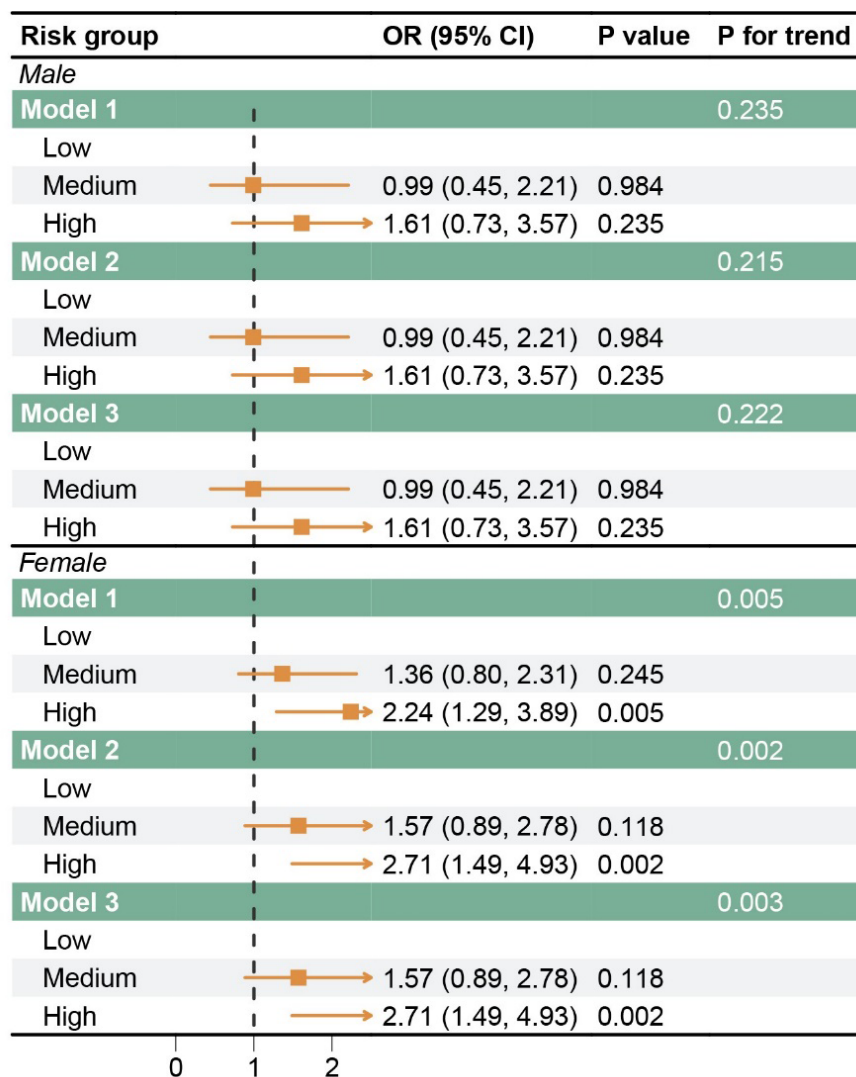 Risk group OR (95% CI) P value P for trend
Male
Model 1 0.235
Low
Medium 0.99 (0.45, 2.21) 0.984
High 1.61 (0.73, 3.57) 0.235
Model 2 0.215
Low
Medium 0.99 (0.45, 2.21) 0.984
High 1.61 (0.73, 3.57) 0.235
Model 3 0.222
Low
Medium 0.99 (0.45, 2.21) 0.984
High 1.61 (0.73, 3.57) 0.235
Female
Model 1 0.005
Low
Medium 1.36 (0.80, 2.31) 0.245
High 2.24 (1.29, 3.89) 0.005
Model 2 0.002
Low
Medium 1.57 (0.89, 2.78) 0.118
High 2.71 (1.49, 4.93) 0.002
Model 3 0.003
Low
Medium 1.57 (0.89, 2.78) 0.118
High 2.71 (1.49, 4.93) 0.002
0 1 2